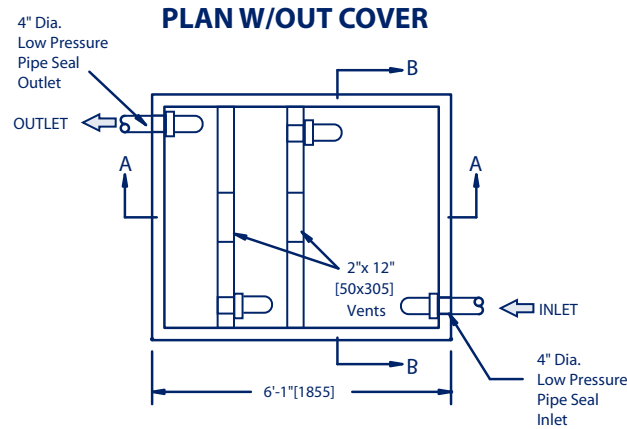 PLAN W/OUT COVER
4" Dia.
Low Pressure
Pipe Seal
Outlet
B
OUTLET
A
A
2"x 12"
[50x305]
Vents
INLET
B
6'-1"[1855]
4" Dia.
Low Pressure
Pipe Seal
Inlet